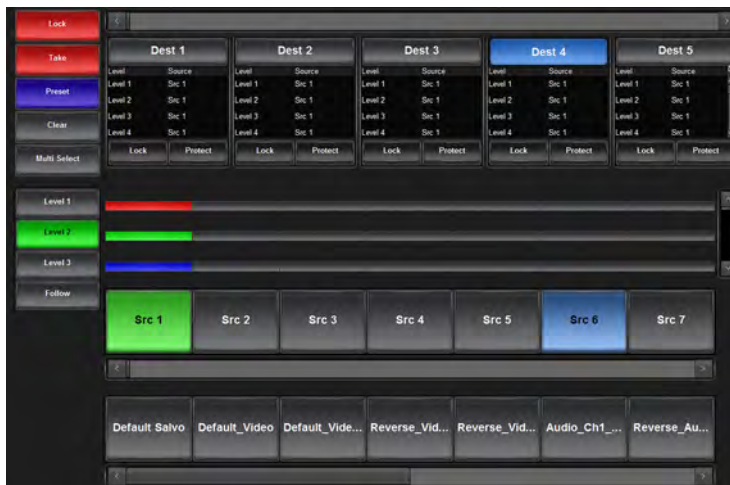 Lock
Take
Preset
Clear
Multi Select
Dest 1 Dest 2 Dest 3 Dest 4 Dest 5
Level Source Level Source Level Source Level Source Level Source
Level 1 Src 1 Level 1 Src 1 Level 1 Src 1 Level 1 Src 1 Level 1 Src 1
Level 2 Src 1 Level 2 Src 1 Level 2 Src 1 Level 2 Src 1 Level 2 Src 1
Level 3 Src 1 Level 3 Src 1 Level 3 Src 1 Level 3 Src 1 Level 3 Src 1
Level 4 Src 1 Level 4 Src 1 Level 4 Src 1 Level 4 Src 1 Level 4 Src 1
Lock Protect Lock Protect Lock Protect Lock Protect Lock Protect
Level 1
Level 2
Level 3
Follow
Src 1 Src 2 Src 3 Src 4 Src 5 Src 6 Src 7
Default Salvo Default_Video Default_Vide... Reverse_Vid... Reverse_Vid... Audio_Ch1_... Reverse_Au...